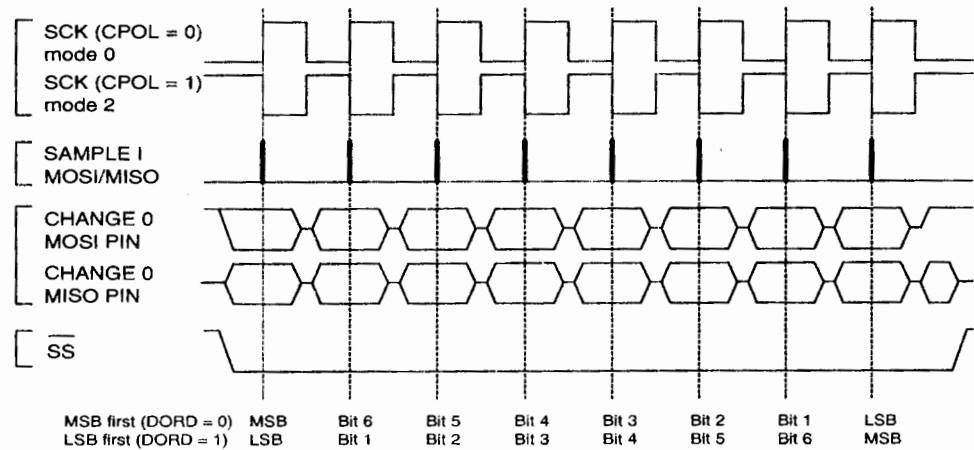 SCK (CPOL = 0)
mode 0
SCK (CPOL = 1)
mode 2
SAMPLE I
MOSI/MISO
CHANGE 0
MOSI PIN
CHANGE 0
MISO PIN
SS
MSB first (DORD = 0) MSB Bit 6 Bit 5 Bit 4 Bit 3 Bit 2 Bit 1 LSB
LSB first (DORD = 1) LSB Bit 1 Bit 2 Bit 3 Bit 4 Bit 5 Bit 6 MSB